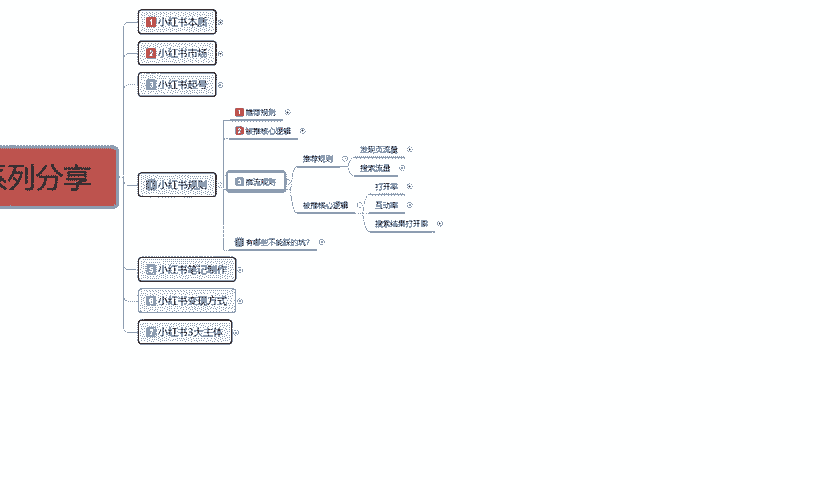 系列分享
1 小红书本质
2 小红书市场
3 小红书起号
4 小红书规则
1 推荐规则
2 被推核心逻辑
3 推流规则
推荐规则
发现页流量
搜索流量
被推核心逻辑
打开率
互动率
搜索结果打开率
有哪些不能踩的坑？
5 小红书笔记制作
6 小红书变现方式
7 小红书3大主体